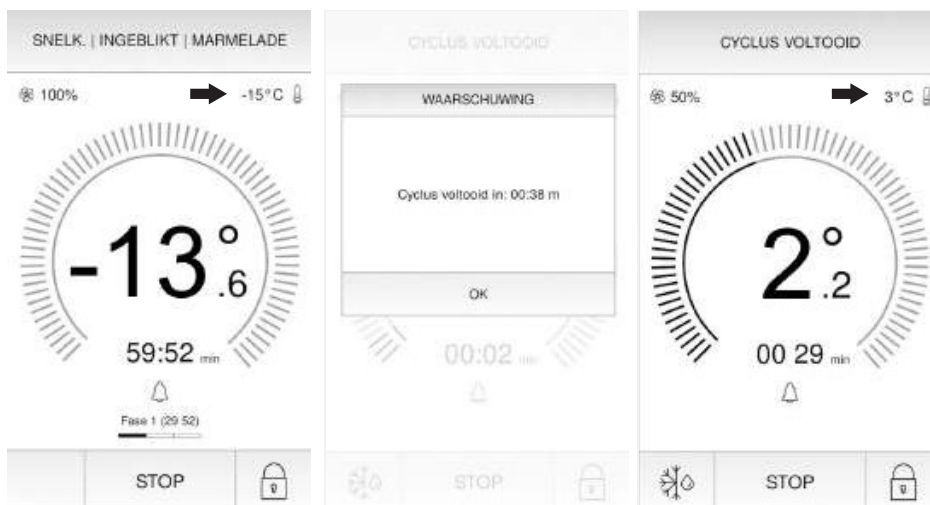 SNELK. | INGEBLIKT | MARMELADE
100%
-15°C
-13°.6
59:52 min
Fase 1 (29 52)
STOP
CYCLUS VOLTOOID
WAARSCHUWING
Cyclus voltooid in: 00:38 m
OK
00:02 min
STOP
CYCLUS VOLTOOID
50%
3°C
2°.2
00 29 min
STOP